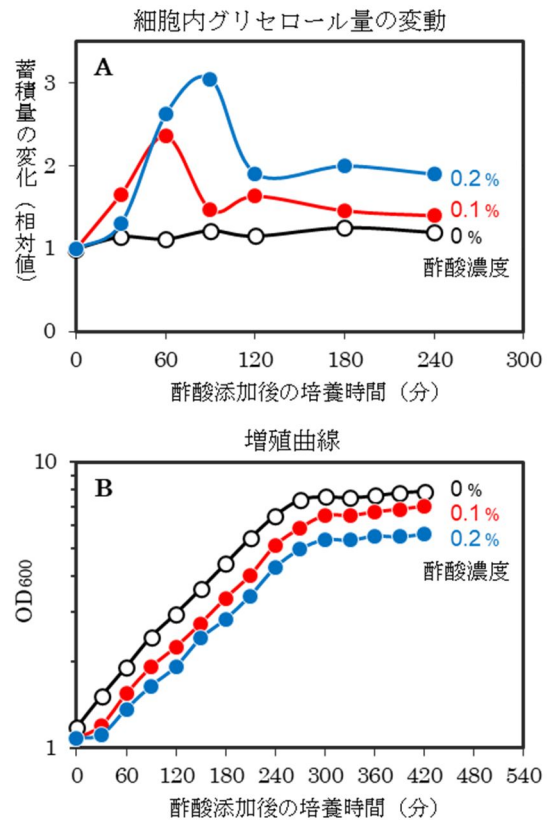 細胞内グリセロール量の変動
A
蓄積量の変化（相対値）
3
2
1
0
0.2 %
0.1 %
0 %
酢酸濃度
0 60 120 180 240 300
酢酸添加後の培養時間（分）
増殖曲線
B
OD600
10
1
0 %
0.1 %
0.2 %
酢酸濃度
0 60 120 180 240 300 360 420 480 540
酢酸添加後の培養時間（分）